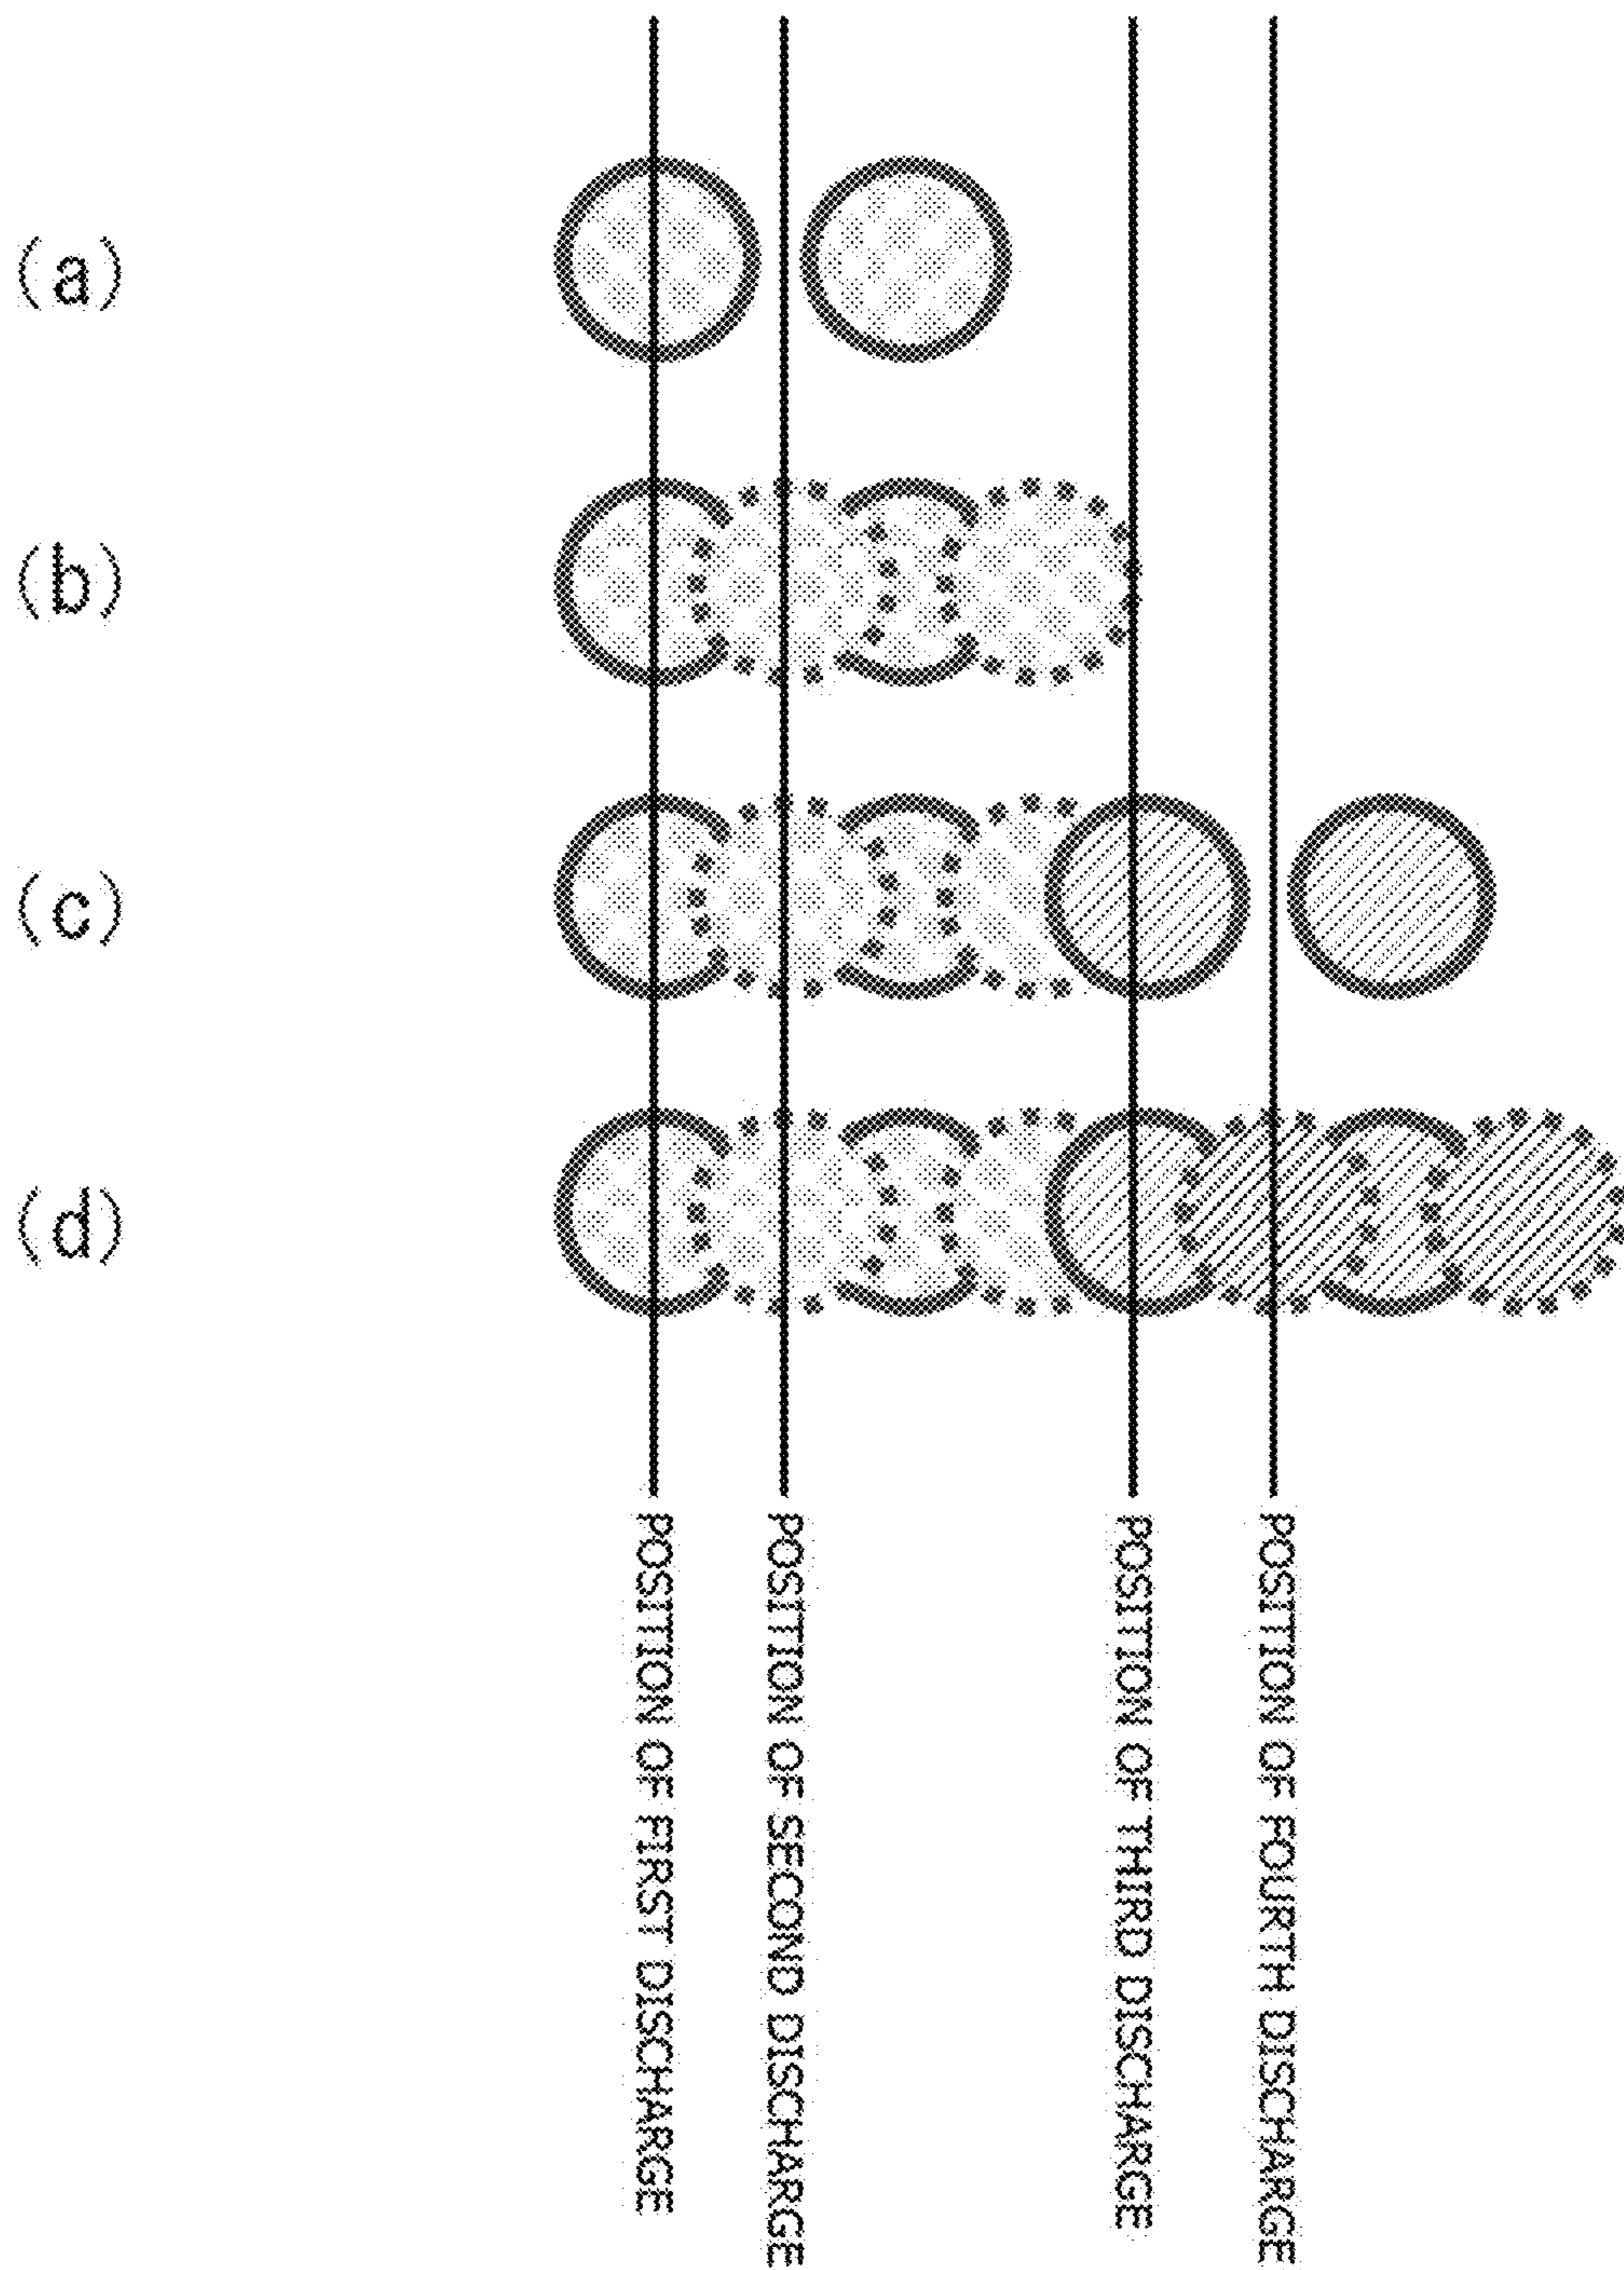 (a)
(b)
(c)
(d)
POSITION OF FIRST DISCHARGE
POSITION OF SECOND DISCHARGE
POSITION OF THIRD DISCHARGE
POSITION OF FOURTH DISCHARGE